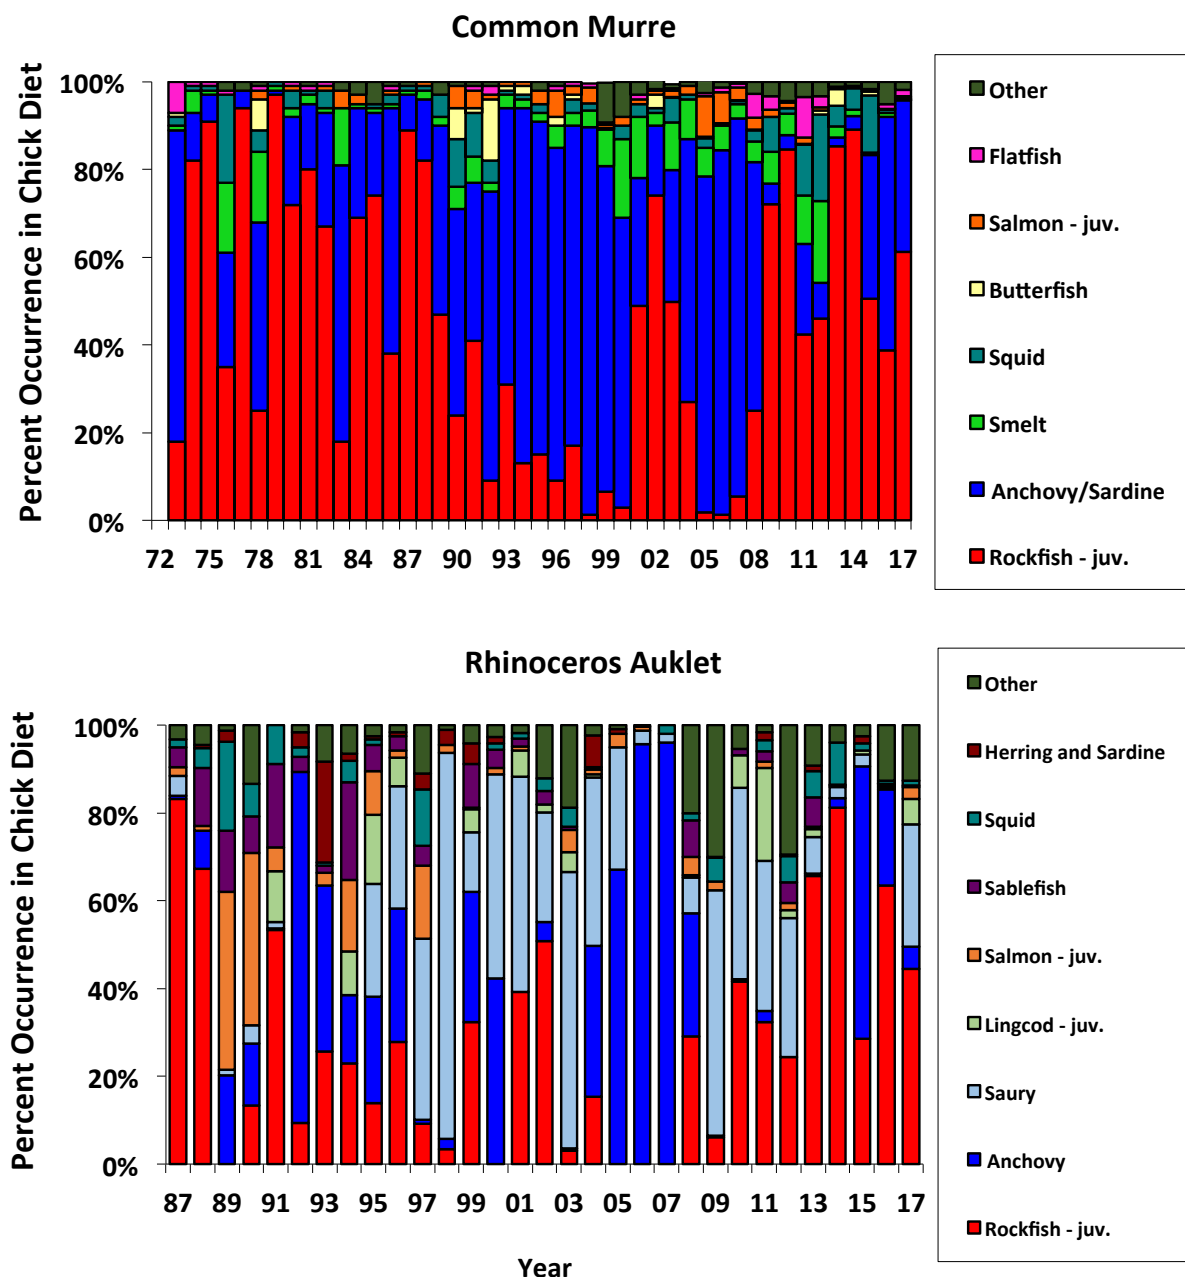 Common Murre
Percent Occurrence in Chick Diet
100%
80%
60%
40%
20%
0%
72 75 78 81 84 87 90 93 96 99 02 05 08 11 14 17
Other
Flatfish
Salmon - juv.
Butterfish
Squid
Smelt
Anchovy/Sardine
Rockfish - juv.
Rhinoceros Auklet
Percent Occurrence in Chick Diet
100%
80%
60%
40%
20%
0%
87 89 91 93 95 97 99 01 03 05 07 09 11 13 15 17
Year
Other
Herring and Sardine
Squid
Sablefish
Salmon - juv.
Lingcod - juv.
Saury
Anchovy
Rockfish - juv.